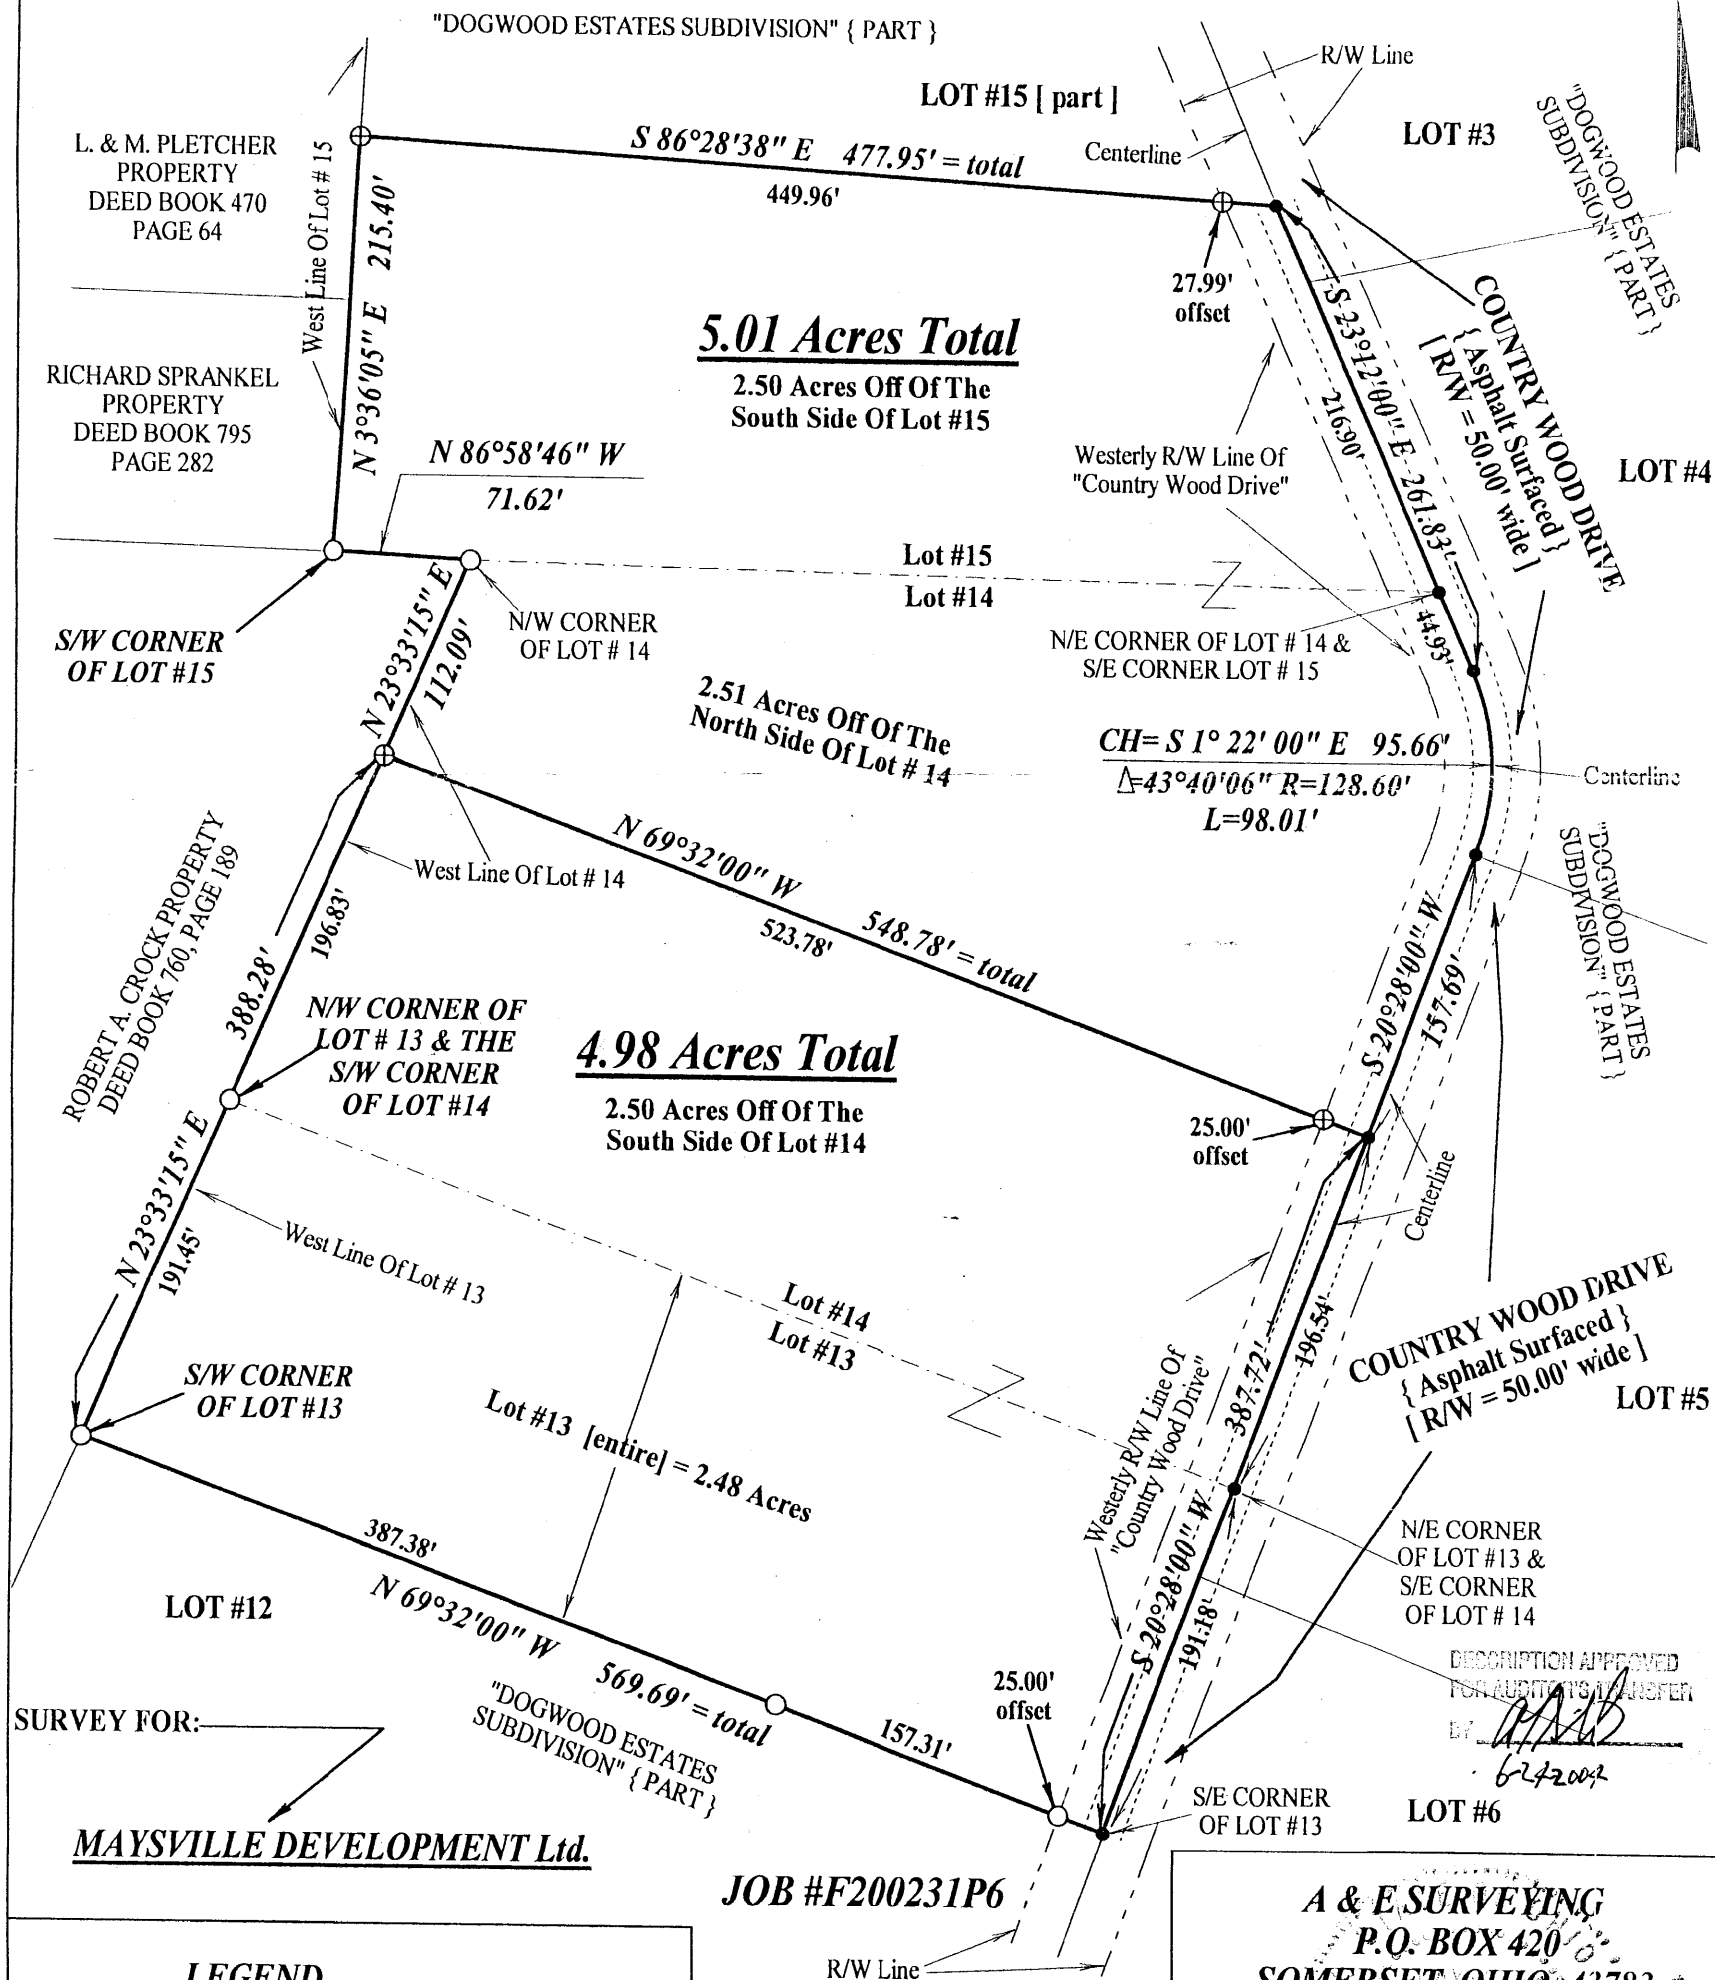 "DOGWOOD ESTATES SUBDIVISION" { PART }
R/W Line
LOT #15 [ part ]
LOT #3
"DOGWOOD ESTATES
SUBDIVISION" { PART }
L. & M. PLETCHER
PROPERTY
DEED BOOK 470
PAGE 64
West Line Of Lot # 15
N 3°36'05" E 215.40'
S 86°28'38" E 477.95' = total
449.96'
Centerline
27.99'
offset
5.01 Acres Total
2.50 Acres Off Of The
South Side Of Lot #15
S 23°12'00" E 261.83'
216.90'
COUNTRY WOOD DRIVE
{ Asphalt Surfaced }
[ R/W = 50.00' wide ]
RICHARD SPRANKEL
PROPERTY
DEED BOOK 795
PAGE 282
N 86°58'46" W
71.62'
Westerly R/W Line Of
"Country Wood Drive"
LOT #4
Lot #15
Lot #14
S/W CORNER
OF LOT #15
N 23°33'15" E
112.09'
N/W CORNER
OF LOT # 14
N/E CORNER OF LOT # 14 &
S/E CORNER LOT # 15
44.93'
2.51 Acres Off Of The
North Side Of Lot # 14
CH= S 1° 22' 00" E 95.66'
Δ=43°40'06" R=128.60'
L=98.01'
Centerline
"DOGWOOD ESTATES
SUBDIVISION" { PART }
ROBERT A. CROCK PROPERTY
DEED BOOK 760, PAGE 189
West Line Of Lot # 14
N 69°32'00" W 548.78' = total
523.78'
388.28'
196.83'
S 20°28'00" W
157.69'
N/W CORNER OF
LOT # 13 & THE
S/W CORNER
OF LOT #14
4.98 Acres Total
2.50 Acres Off Of The
South Side Of Lot #14
25.00'
offset
Centerline
N 23°33'15" E
191.45'
West Line Of Lot # 13
Lot #14
Lot #13
387.72'
196.54'
COUNTRY WOOD DRIVE
{ Asphalt Surfaced }
[ R/W = 50.00' wide ]
LOT #5
Westerly R/W Line Of
"Country Wood Drive"
S/W CORNER
OF LOT #13
Lot #13 [entire] = 2.48 Acres
387.38'
N 69°32'00" W 569.69' = total
S 20°28'00" W
191.18'
N/E CORNER
OF LOT #13 &
S/E CORNER
OF LOT # 14
LOT #12
DESCRIPTION APPROVED
FOR AUDITOR'S TRANSFER
BY
"DOGWOOD ESTATES
SUBDIVISION" { PART }
157.31'
25.00'
offset
SURVEY FOR:
MAYSVILLE DEVELOPMENT Ltd.
S/E CORNER
OF LOT #13
LOT #6
JOB #F200231P6
R/W Line
A & E SURVEYING
P.O. BOX 420
SOMERSET, OHIO 43783
LEGEND